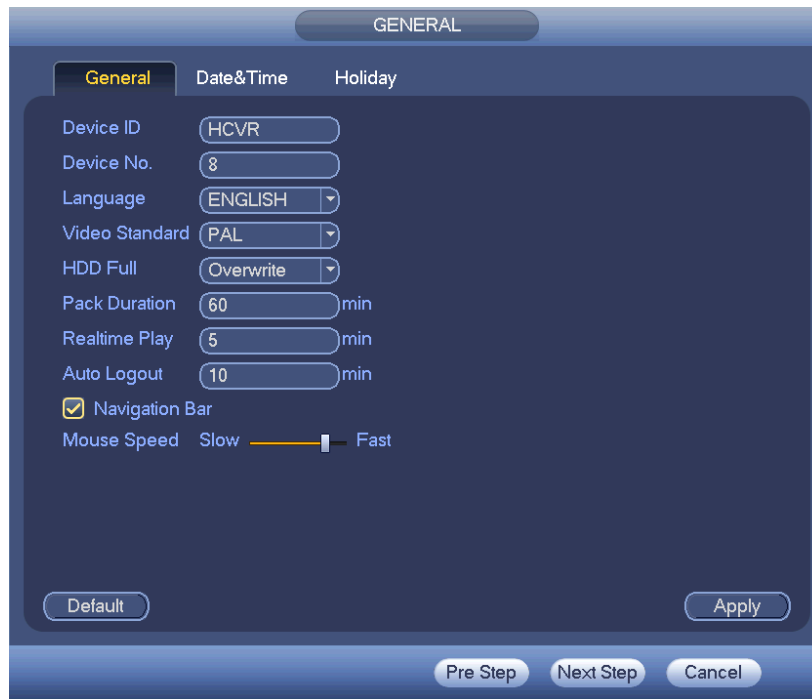 GENERAL
General Date&Time Holiday
Device ID HCVR
Device No. 8
Language ENGLISH
Video Standard PAL
HDD Full Overwrite
Pack Duration 60 min
Realtime Play 5 min
Auto Logout 10 min
Navigation Bar
Mouse Speed Slow Fast
Default Apply
Pre Step Next Step Cancel